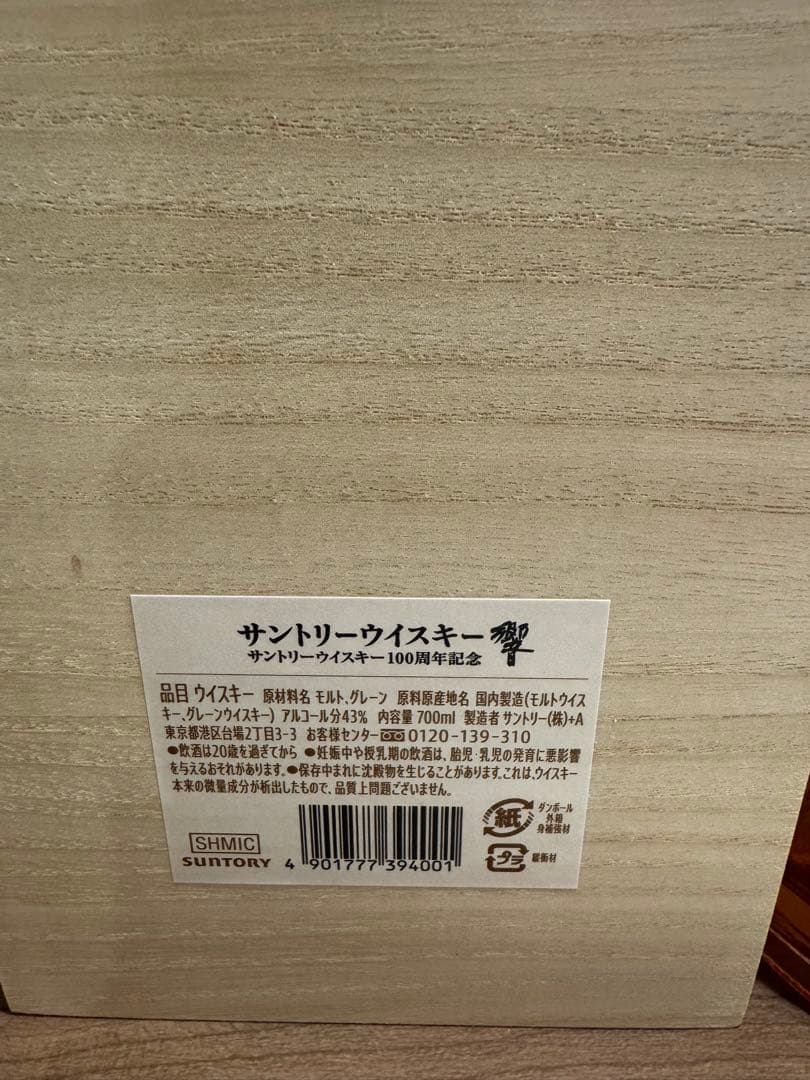 サントリーウイスキー響
サントリーウイスキー100周年記念
品目 ウイスキー 原材料名 モルト、グレーン 原料原産地名 国内製造(モルトウイス
キー、グレーンウイスキー) アルコール分43% 内容量 700ml 製造者 サントリー(株)+A
東京都港区台場2丁目3-3 お客様センター 0120-139-310
●飲酒は20歳を過ぎてから ●妊娠中や授乳期の飲酒は、胎児・乳児の発育に悪影響
を与えるおそれがあります。●保存中まれに沈殿物を生じることがあります。これは、ウイスキー
本来の微量成分が析出したもので、品質上問題ございません。
SHMIC
SUNTORY
4 901777 394001
紙
ダンボール
外箱
身補強材
プラ
緩衝材